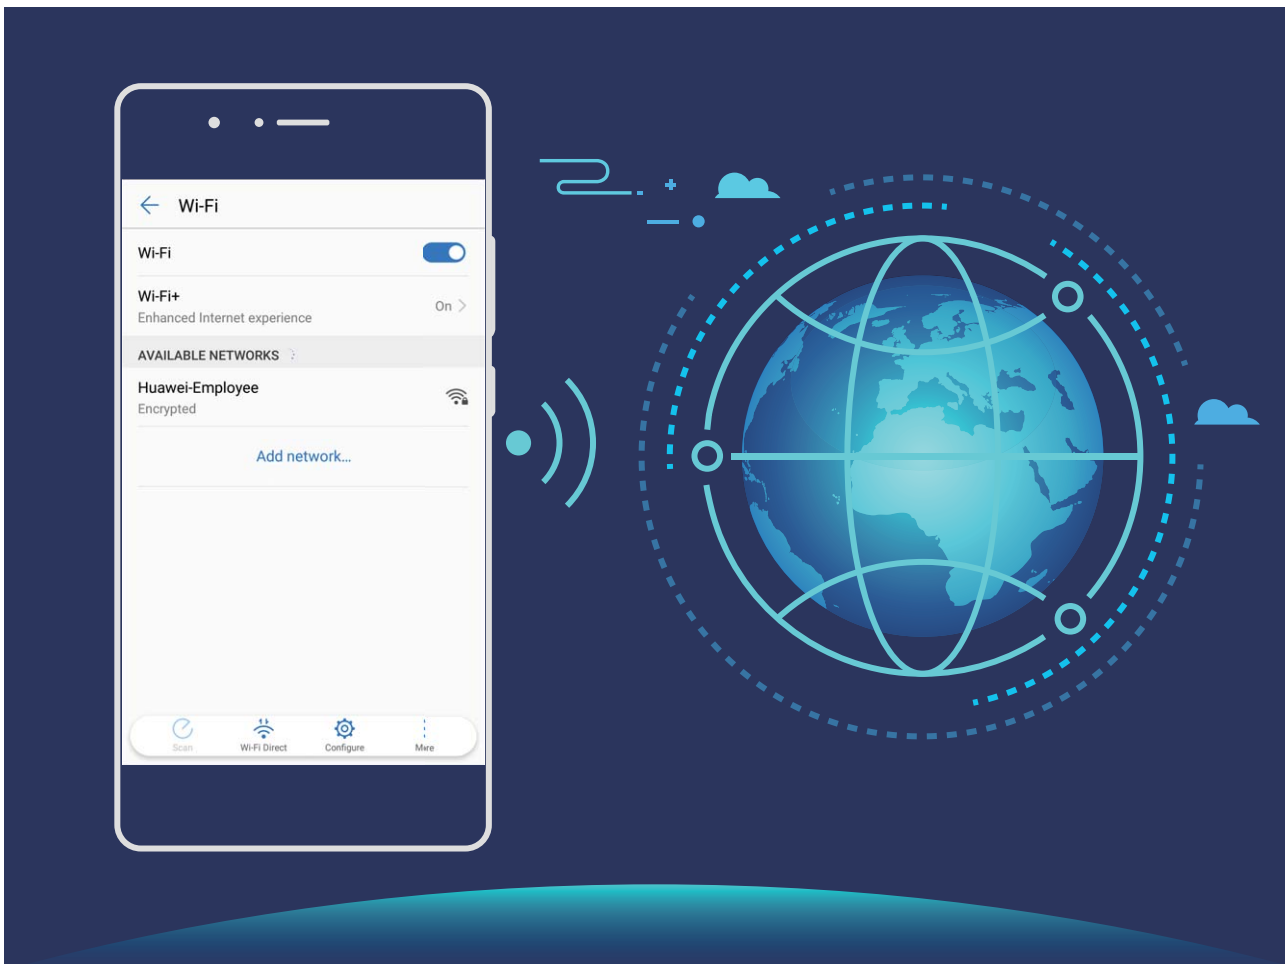 Wi-Fi
Wi-Fi
Wi-Fi+
Enhanced Internet experience
On
AVAILABLE NETWORKS
Huawei-Employee
Encrypted
Add network...
Scan
Wi-Fi Direct
Configure
More